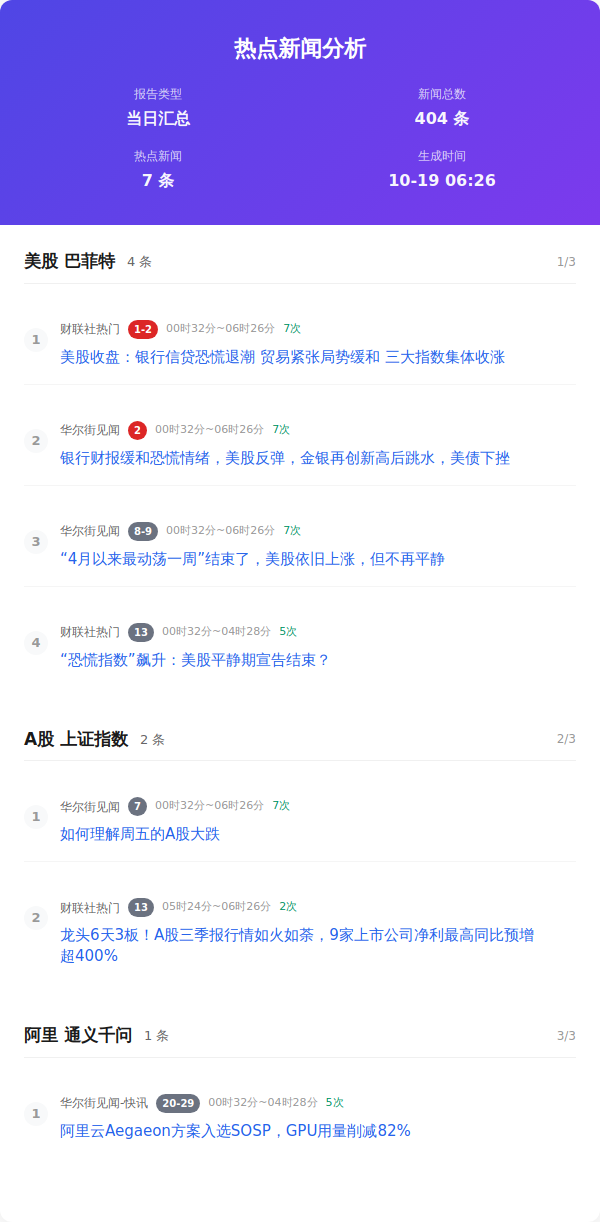 热点新闻分析
报告类型
当日汇总
新闻总数
404 条
热点新闻
7 条
生成时间
10-19 06:26
美股 巴菲特 4 条 1/3
1
财联社热门 1-2 00时32分~06时26分 7次
美股收盘：银行信贷恐慌退潮 贸易紧张局势缓和 三大指数集体收涨
2
华尔街见闻 2 00时32分~06时26分 7次
银行财报缓和恐慌情绪，美股反弹，金银再创新高后跳水，美债下挫
3
华尔街见闻 8-9 00时32分~06时26分 7次
“4月以来最动荡一周”结束了，美股依旧上涨，但不再平静
4
财联社热门 13 00时32分~04时28分 5次
“恐慌指数”飙升：美股平静期宣告结束？
A股 上证指数 2 条 2/3
1
华尔街见闻 7 00时32分~06时26分 7次
如何理解周五的A股大跌
2
财联社热门 13 05时24分~06时26分 2次
龙头6天3板！A股三季报行情如火如荼，9家上市公司净利最高同比预增
超400%
阿里 通义千问 1 条 3/3
1
华尔街见闻-快讯 20-29 00时32分~04时28分 5次
阿里云Aegaeon方案入选SOSP，GPU用量削减82%